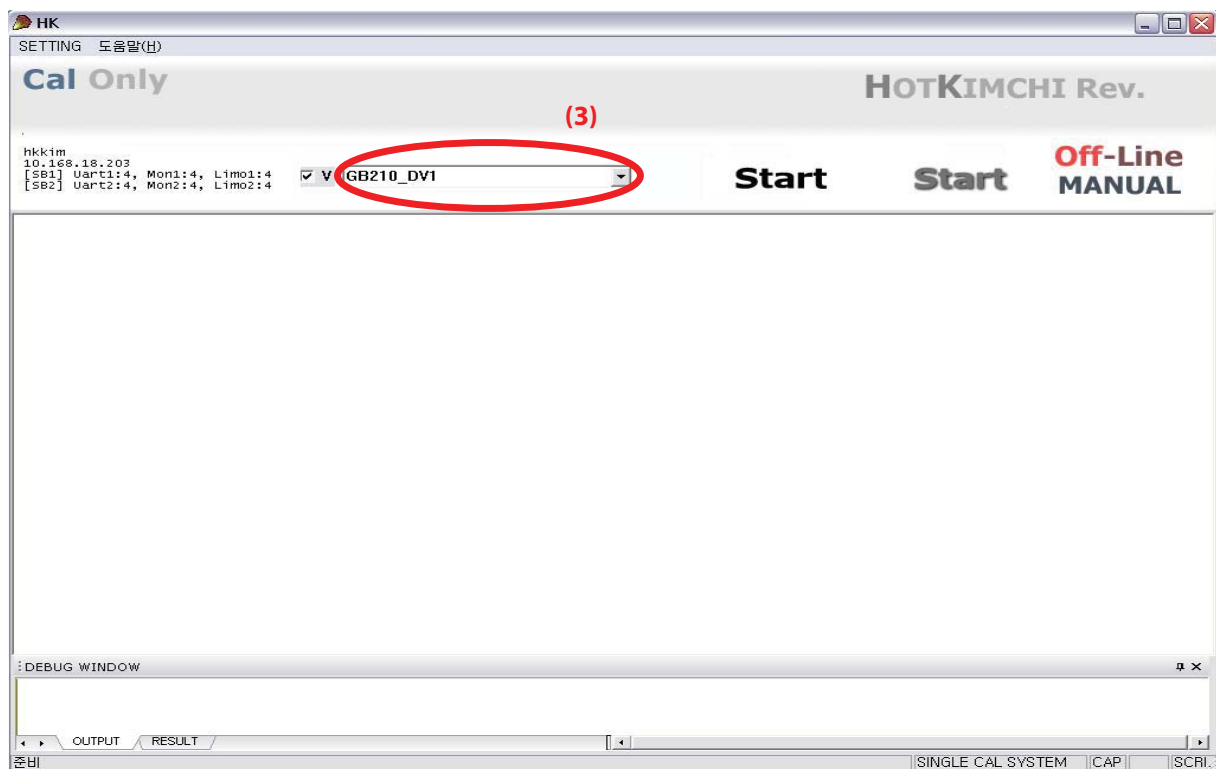 HK
SETTING 도움말(H)
Cal Only
HOTKIMCHI Rev.
(3)
hkkim
10.168.18.203
[SB1] Uart1:4, Mon1:4, Limo1:4
[SB2] Uart2:4, Mon2:4, Limo2:4
V GB210_DV1
Start
Start
Off-Line
MANUAL
DEBUG WINDOW
OUTPUT RESULT
준비 SINGLE CAL SYSTEM CAP SCRL